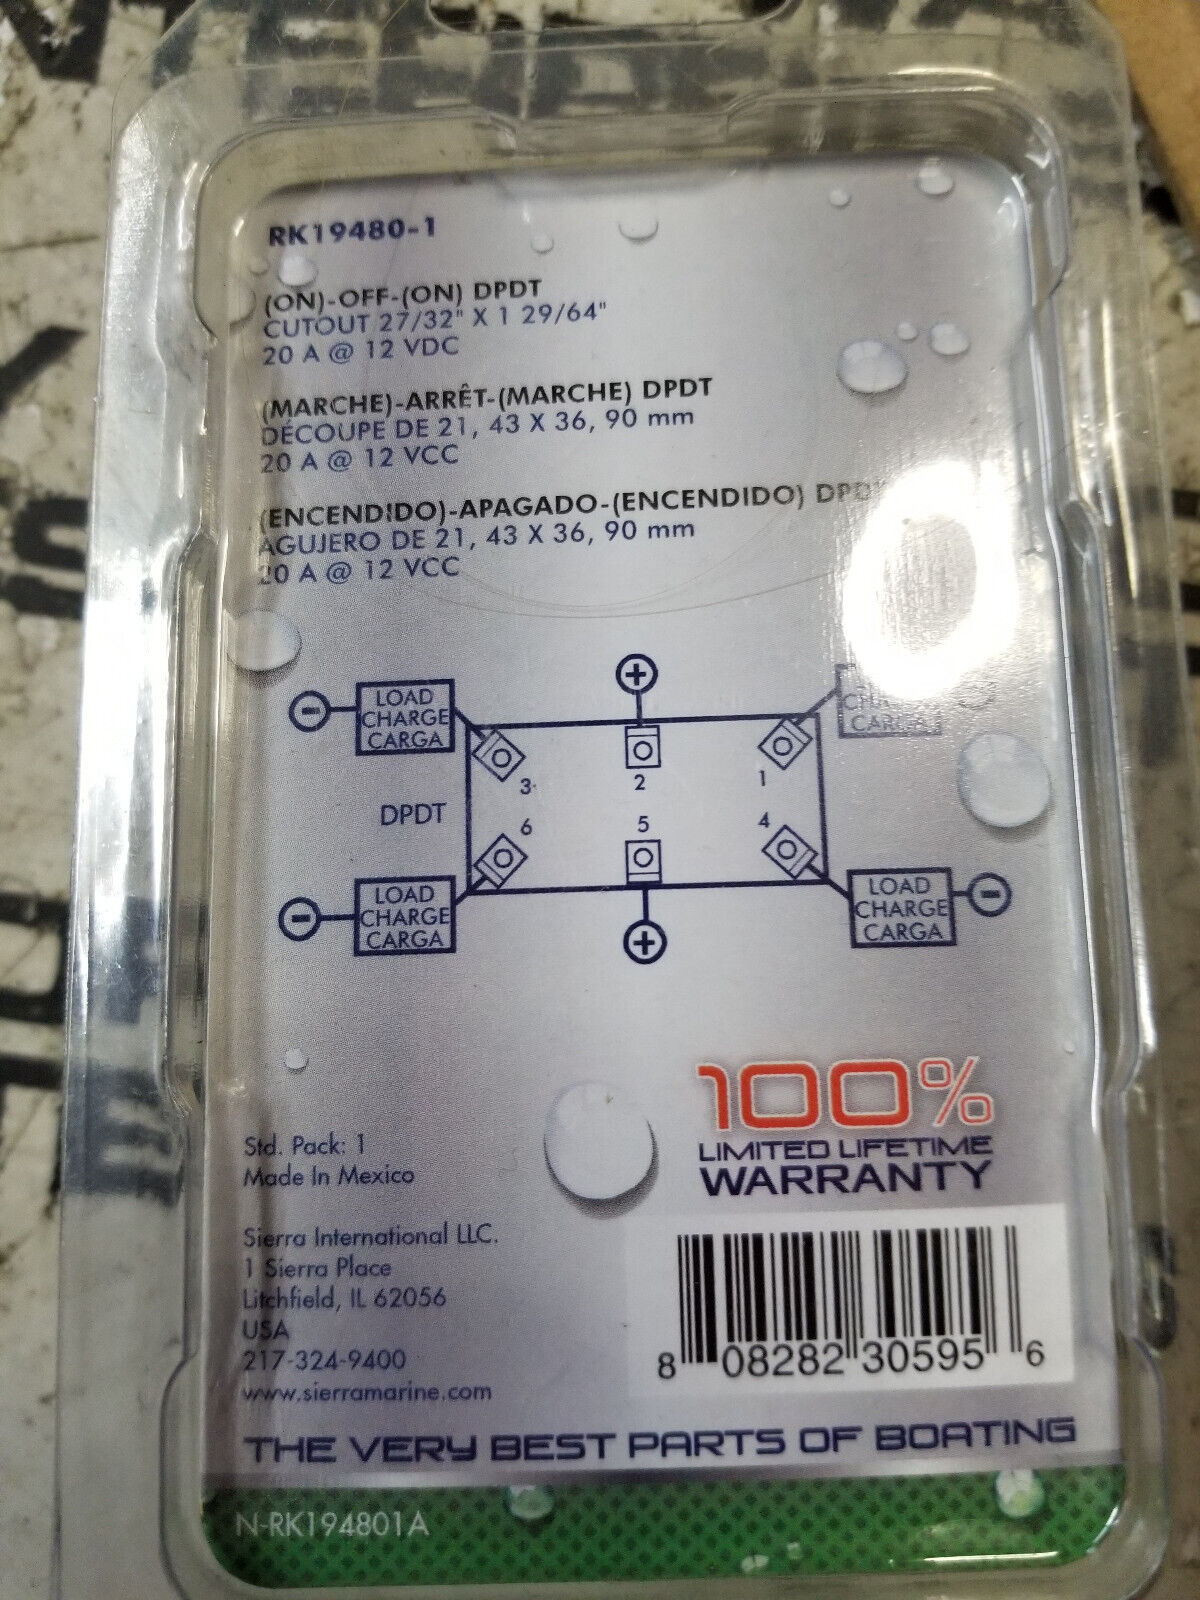 RK19480-1
(ON)-OFF-(ON) DPDT
CUTOUT 27/32" X 1 29/64"
20 A @ 12 VDC
(MARCHE)-ARRÊT-(MARCHE) DPDT
DÉCOUPE DE 21, 43 X 36, 90 mm
20 A @ 12 VCC
(ENCENDIDO)-APAGADO-(ENCENDIDO)
AGUJERO DE 21, 43 X 36, 90 mm
20 A @ 12 VCC
+
- LOAD
CHARGE
CARGA
CARGA
3
2
1
DPDT
6
5
4
- LOAD
CHARGE
CARGA
LOAD
CHARGE
CARGA -
+
100%
LIMITED LIFETIME
WARRANTY
Std. Pack: 1
Made In Mexico
Sierra International LLC.
1 Sierra Place
Litchfield, IL 62056
USA
217-324-9400
www.sierramarine.com
8 08282 30595 6
THE VERY BEST PARTS OF BOATING
N-RK194801A